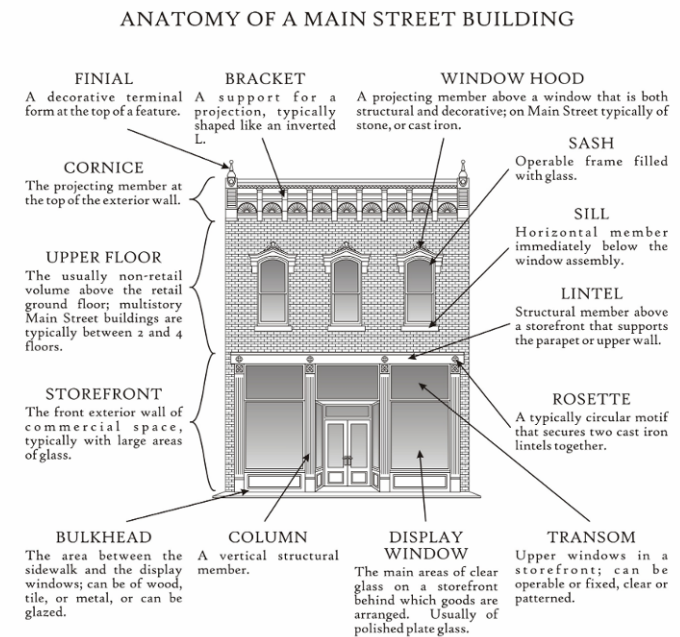 ANATOMY OF A MAIN STREET BUILDING
FINIAL
A decorative terminal
form at the top of a feature.
BRACKET
A support for a
projection, typically
shaped like an inverted
L.
WINDOW HOOD
A projecting member above a window that is both
structural and decorative; on Main Street typically of
stone, or cast iron.
CORNICE
The projecting member at
the top of the exterior wall.
SASH
Operable frame filled
with glass.
SILL
Horizontal member
immediately below the
window assembly.
UPPER FLOOR
The usually non-retail
volume above the retail
ground floor; multistory
Main Street buildings are
typically between 2 and 4
floors.
LINTEL
Structural member above
a storefront that supports
the parapet or upper wall.
STOREFRONT
The front exterior wall of
commercial space,
typically with large areas
of glass.
ROSETTE
A typically circular motif
that secures two cast iron
lintels together.
BULKHEAD
The area between the
sidewalk and the display
windows; can be of wood,
tile, or metal, or can be
glazed.
COLUMN
A vertical structural
member.
DISPLAY
WINDOW
The main areas of clear
glass on a storefront
behind which goods are
arranged. Usually of
polished plate glass.
TRANSOM
Upper windows in a
storefront; can be
operable or fixed, clear or
patterned.